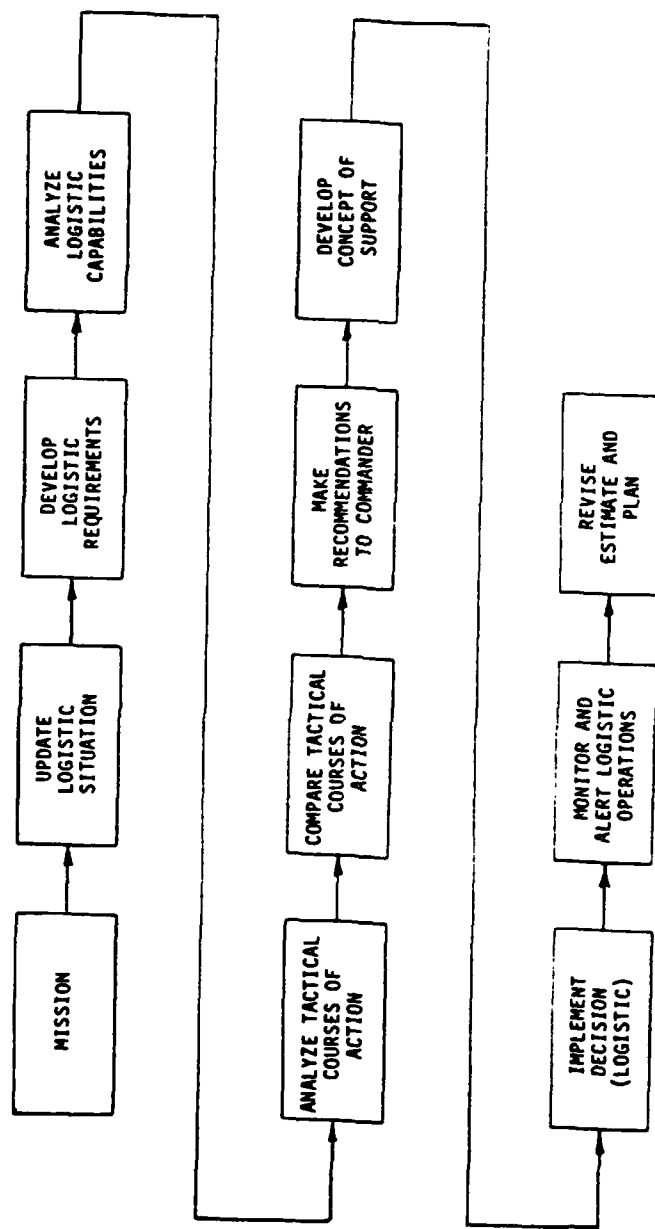 MISSION
UPDATE
LOGISTIC
SITUATION
DEVELOP
LOGISTIC
REQUIREMENTS
ANALYZE
LOGISTIC
CAPABILITIES
ANALYZE TACTICAL
COURSES OF
ACTION
COMPARE TACTICAL
COURSES OF
ACTION
MAKE
RECOMMENDATIONS
TO COMMANDER
DEVELOP
CONCEPT OF
SUPPORT
IMPLEMENT
DECISION
(LOGISTIC)
MONITOR AND
ALERT LOGISTIC
OPERATIONS
REVISE
ESTIMATE AND
PLAN